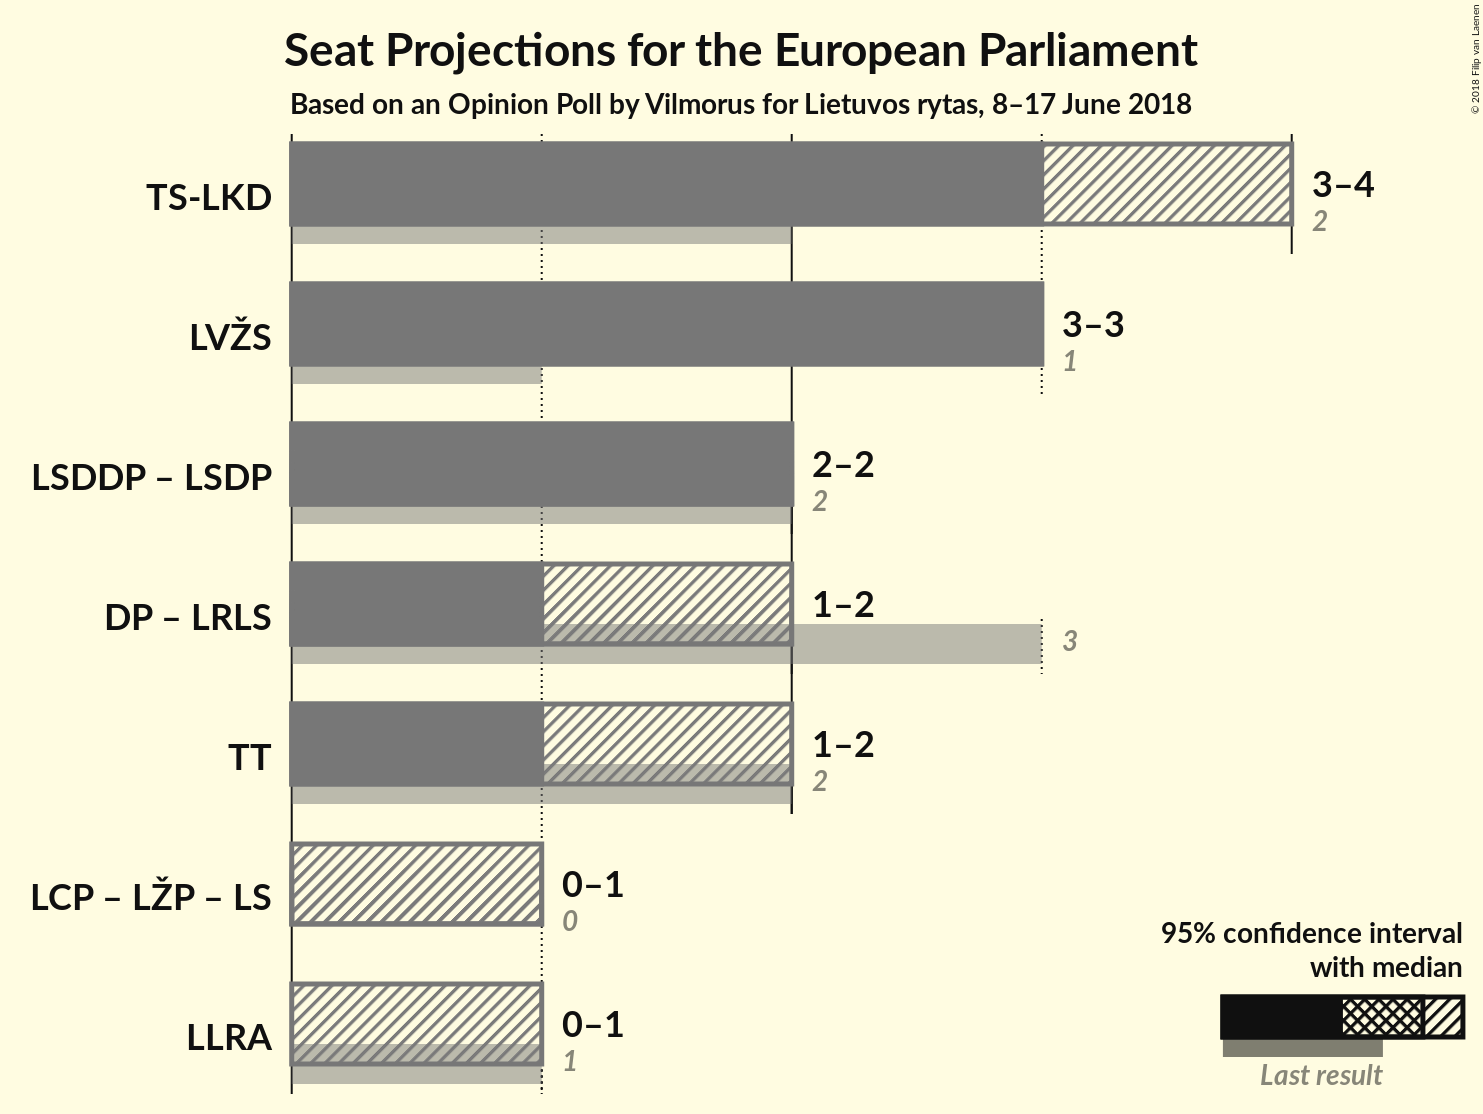 Seat Projections for the European Parliament
Based on an Opinion Poll by Vilmorus for Lietuvos rytas, 8–17 June 2018
© 2018 Filip van Laenen
TS-LKD
3–4
2
LVŽS
3–3
1
LSDDP – LSDP
2–2
2
DP – LRLS
1–2
3
TT
1–2
2
LCP – LŽP – LS
0–1
0
LLRA
0–1
1
95% confidence interval
with median
Last result